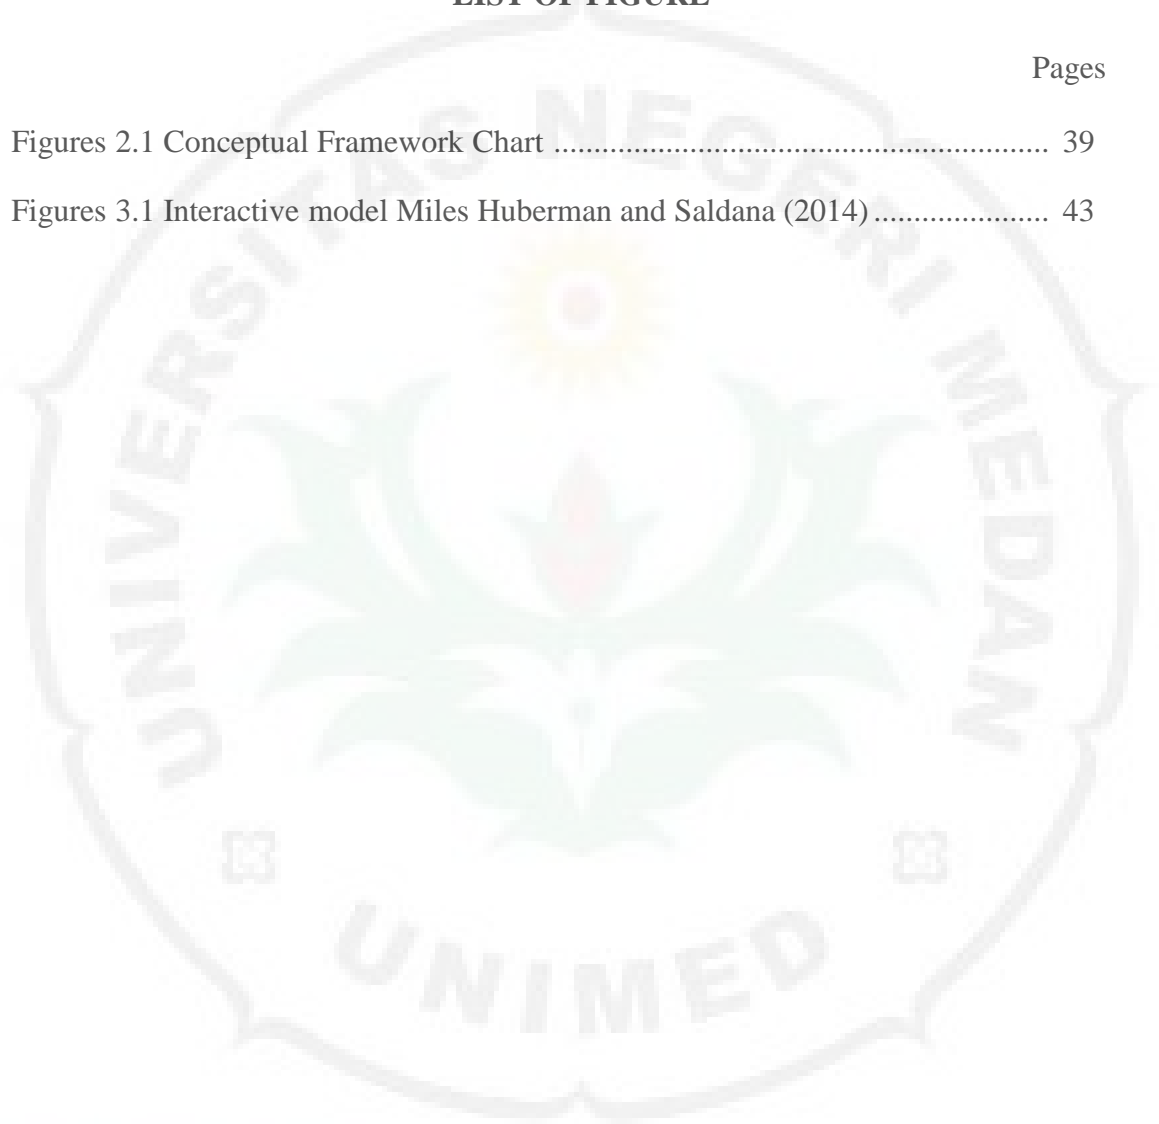 LIST OF FIGURE
Pages
Figures 2.1 Conceptual Framework Chart .............................................................. 39
Figures 3.1 Interactive model Miles Huberman and Saldana (2014) ...................... 43
UNIVERSITAS NEGERI MEDAN
UNIMED